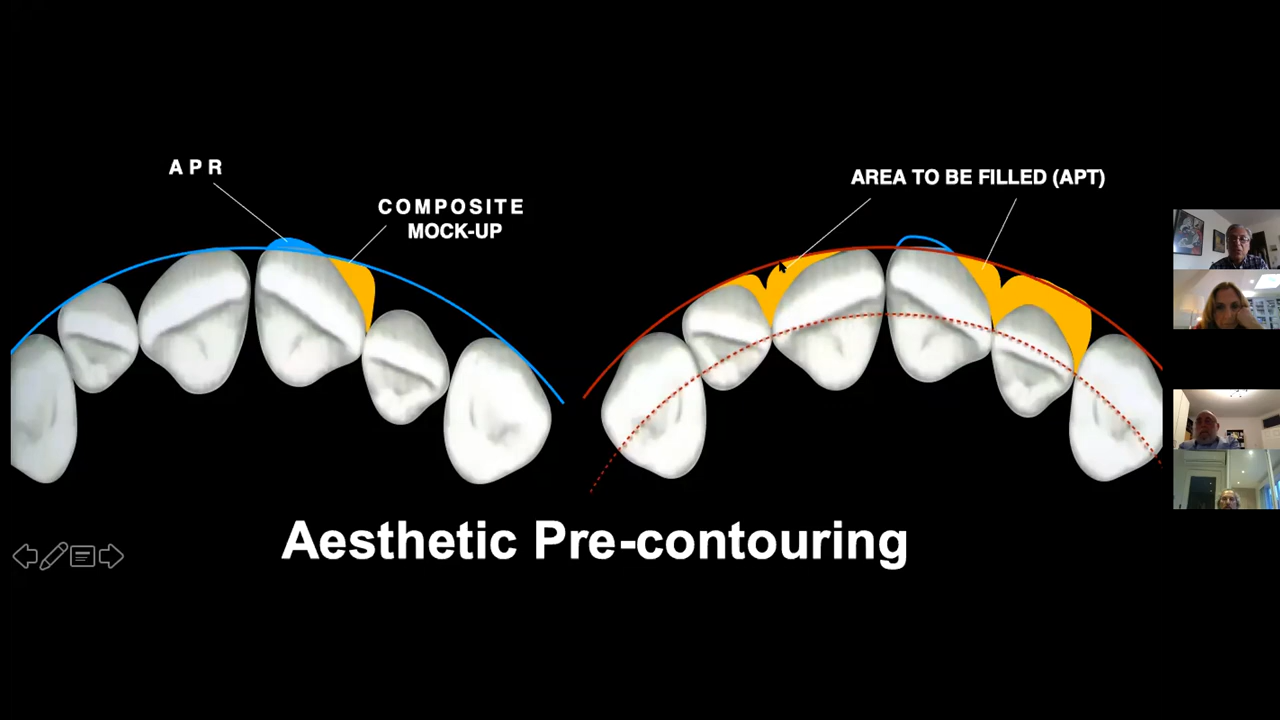 A P R
COMPOSITE
MOCK-UP
AREA TO BE FILLED (APT)
Aesthetic Pre-contouring